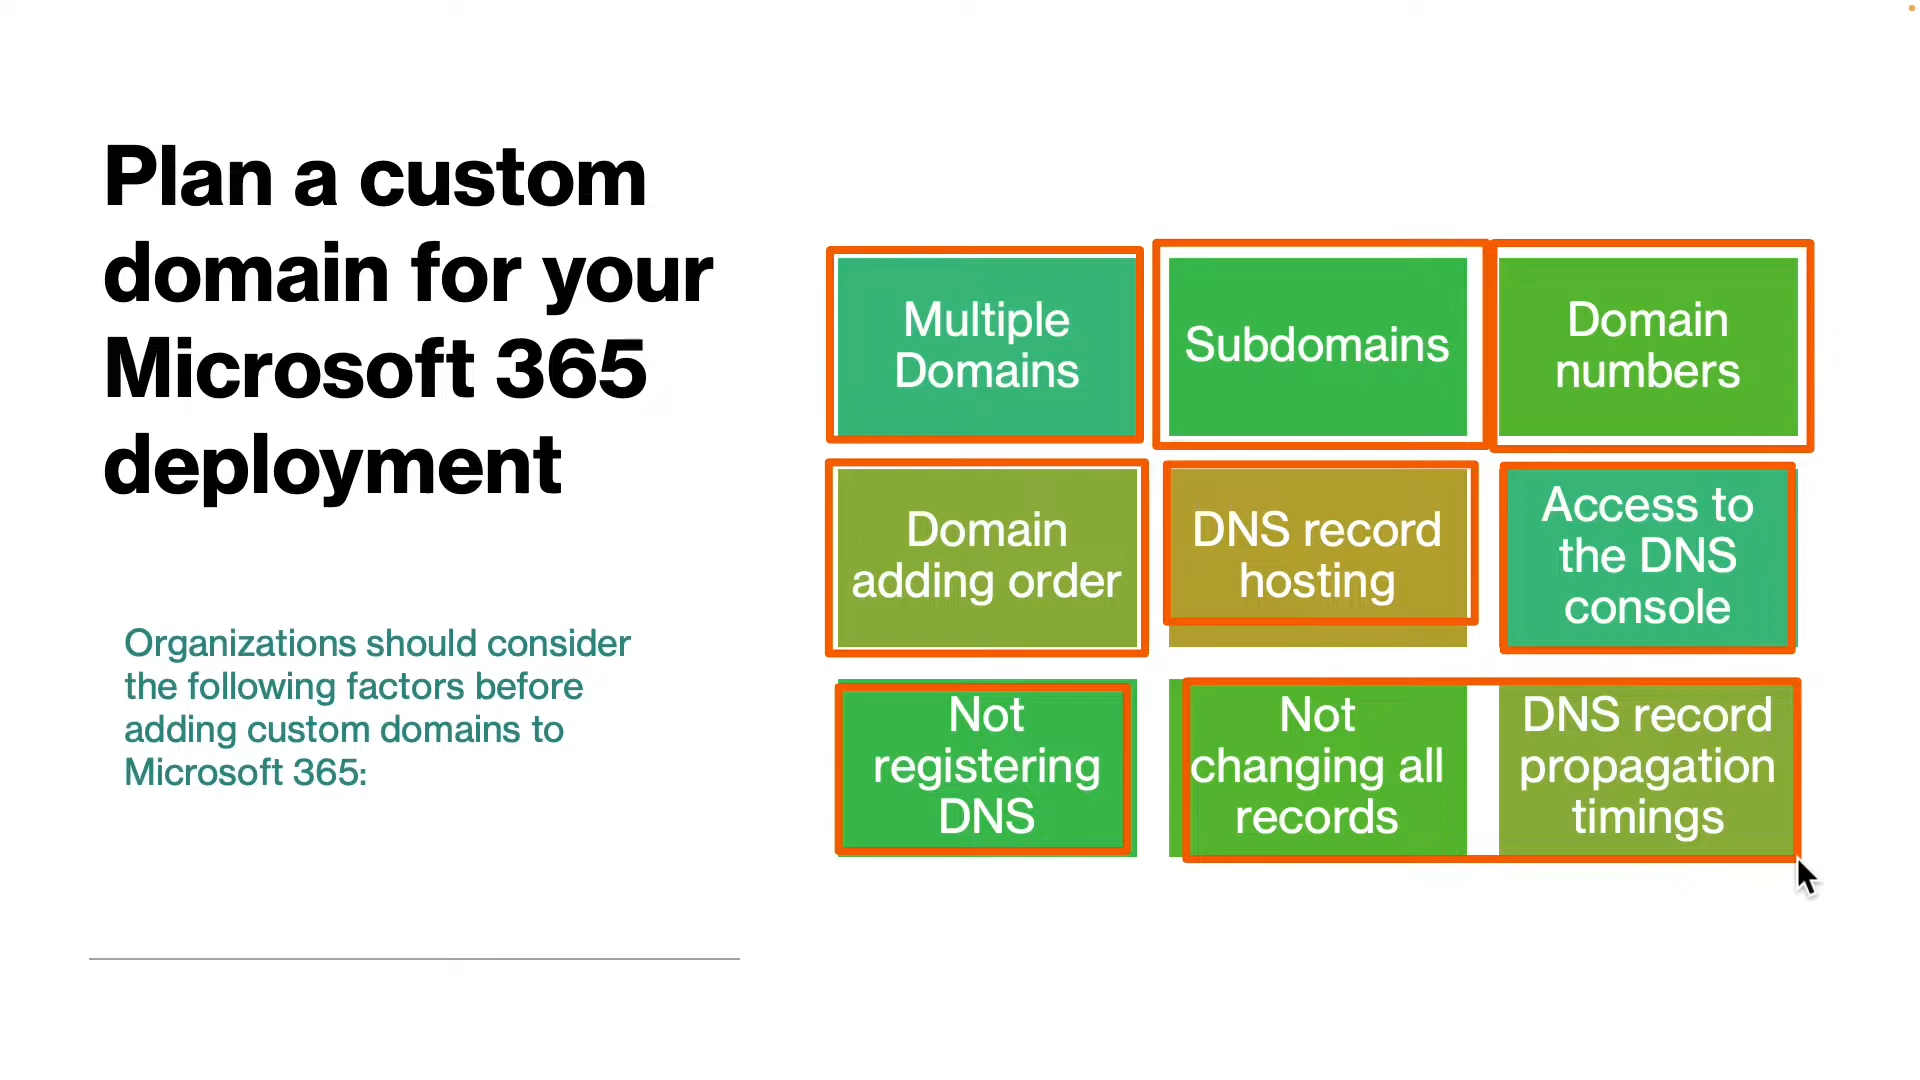 Plan a custom
domain for your
Microsoft 365
deployment
Organizations should consider
the following factors before
adding custom domains to
Microsoft 365:
Multiple
Domains
Subdomains
Domain
numbers
Domain
adding order
DNS record
hosting
Access to
the DNS
console
Not
registering
DNS
Not
changing all
records
DNS record
propagation
timings